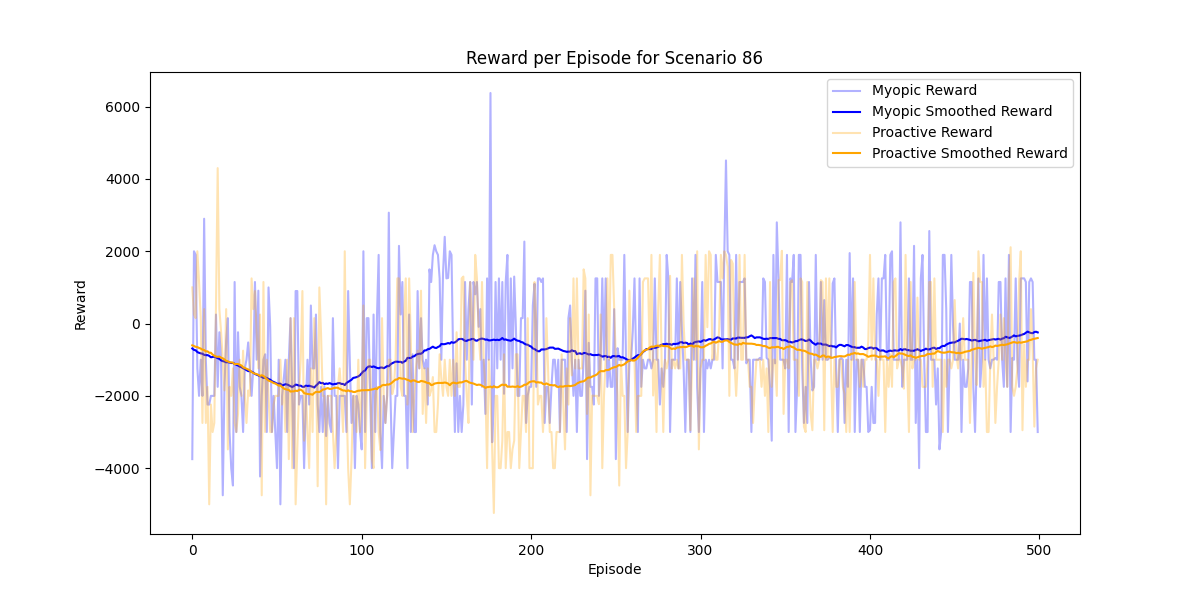 Reward per Episode for Scenario 86
Myopic Reward
Myopic Smoothed Reward
Proactive Reward
Proactive Smoothed Reward
Reward
6000
4000
2000
0
−2000
−4000
0 100 200 300 400 500
Episode